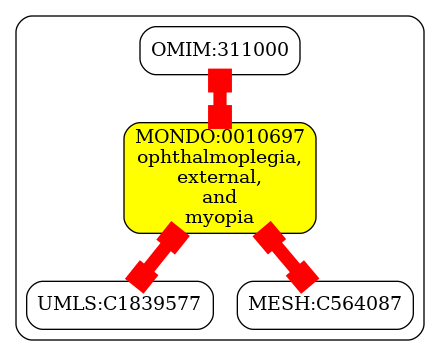 OMIM:311000
MONDO:0010697
ophthalmoplegia,
external,
and
myopia
UMLS:C1839577
MESH:C564087